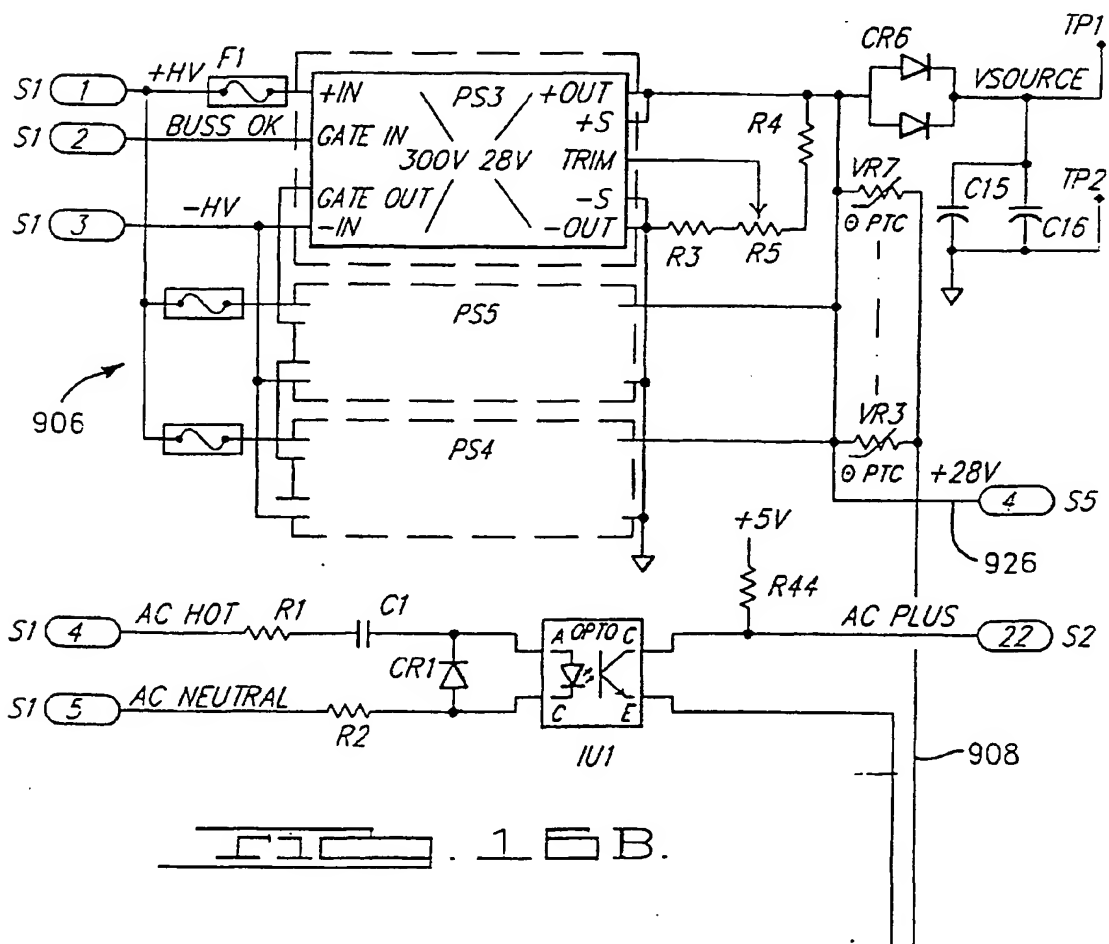 TP1
CR6
F1
+HV
S1 1
+IN PS3 +OUT
VSOURCE
+S
BUSS OK
S1 2
GATE IN
R4
300V 28V TRIM
VR7
C15
TP2
GATE OUT
-S
S1 3
-HV
-IN
-OUT
R3 R5
Θ PTC
C16
PS5
906
VR3
PS4
Θ PTC
+28V
4 S5
+5V
926
R44
S1 4
AC HOT
R1
C1
A OPTO C
AC PLUS
22 S2
CR1
S1 5
AC NEUTRAL
C E
R2
IU1
908
FIG. 16B.